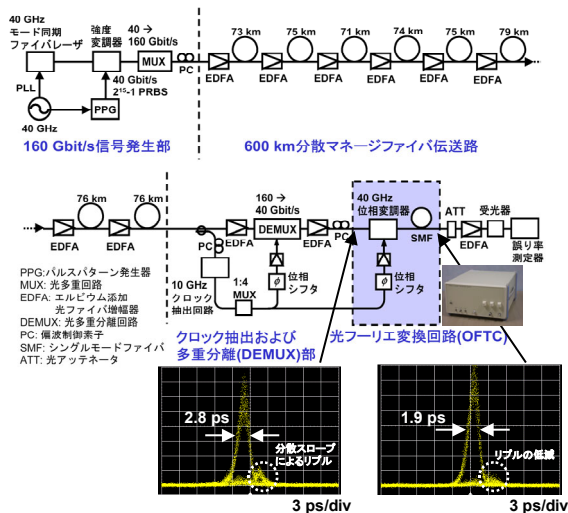 40 GHz
モード同期
ファイバレーザ
強度
変調器
40 →
160 Gbit/s
MUX
PC
73 km
75 km
71 km
74 km
75 km
79 km
EDFA
EDFA
EDFA
EDFA
EDFA
EDFA
PLL
40 Gbit/s
2¹⁵-1 PRBS
PPG
40 GHz
160 Gbit/s信号発生部
600 km分散マネージファイバ伝送路
76 km
76 km
EDFA
EDFA
PC
EDFA
160 →
40 Gbit/s
DEMUX
EDFA
PC
40 GHz
位相変調器
SMF
ATT
EDFA
受光器
誤り率
測定器
10 GHz
クロック
抽出回路
1:4
MUX
ϕ
位相
シフタ
ϕ
位相
シフタ
PPG:パルスパターン発生器
MUX: 光多重回路
EDFA: エルビウム添加
光ファイバ増幅器
DEMUX: 光多重分離回路
PC: 偏波制御素子
SMF: シングルモードファイバ
ATT: 光アッテネータ
クロック抽出および
多重分離(DEMUX)部
光フーリエ変換回路(OFTC)
2.8 ps
分散スロープ
によるリプル
3 ps/div
1.9 ps
リプルの低減
3 ps/div